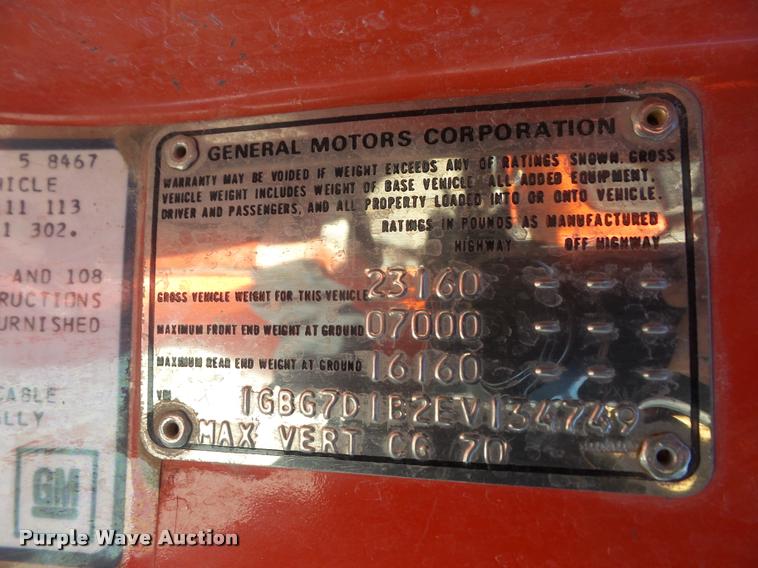 5 8467
HICLE
11 113
1 302.
AND 108
RUCTIONS
URNISHED
CABLE.
ALLY
GM
GENERAL MOTORS CORPORATION
WARRANTY MAY BE VOIDED IF WEIGHT EXCEEDS ANY OF RATINGS SHOWN. GROSS
VEHICLE WEIGHT INCLUDES WEIGHT OF BASE VEHICLE ALL ADDED EQUIPMENT.
DRIVER AND PASSENGERS, AND ALL PROPERTY LOADED INTO OR ONTO VEHICLE.
RATINGS IN POUNDS AS MANUFACTURED
HIGHWAY OFF HIGHWAY
GROSS VEHICLE WEIGHT FOR THIS VEHICLE 23160 - - -
MAXIMUM FRONT END WEIGHT AT GROUND 07000 - - -
MAXIMUM REAR END WEIGHT AT GROUND 16160 - - -
VIN 1GBG7D1B2EV134749
MAX VERT CG 70
Purple Wave Auction